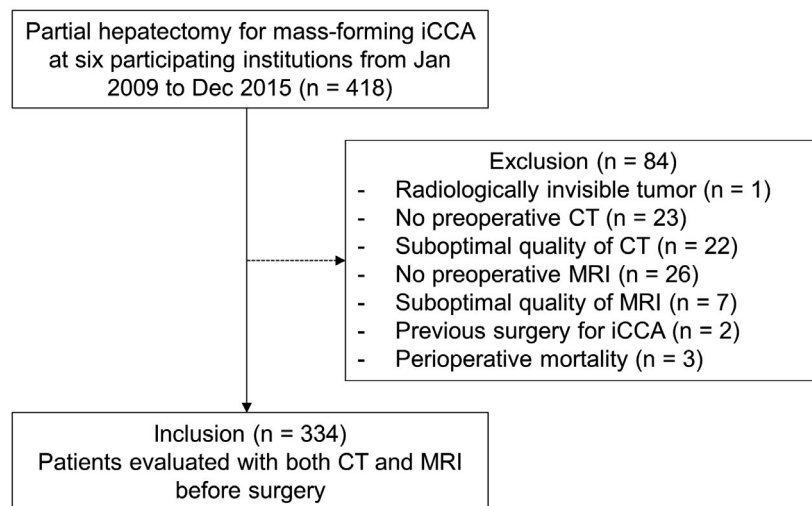 Partial hepatectomy for mass-forming iCCA
at six participating institutions from Jan
2009 to Dec 2015 (n = 418)
Exclusion (n = 84)
- Radiologically invisible tumor (n = 1)
- No preoperative CT (n = 23)
- Suboptimal quality of CT (n = 22)
- No preoperative MRI (n = 26)
- Suboptimal quality of MRI (n = 7)
- Previous surgery for iCCA (n = 2)
- Perioperative mortality (n = 3)
Inclusion (n = 334)
Patients evaluated with both CT and MRI
before surgery